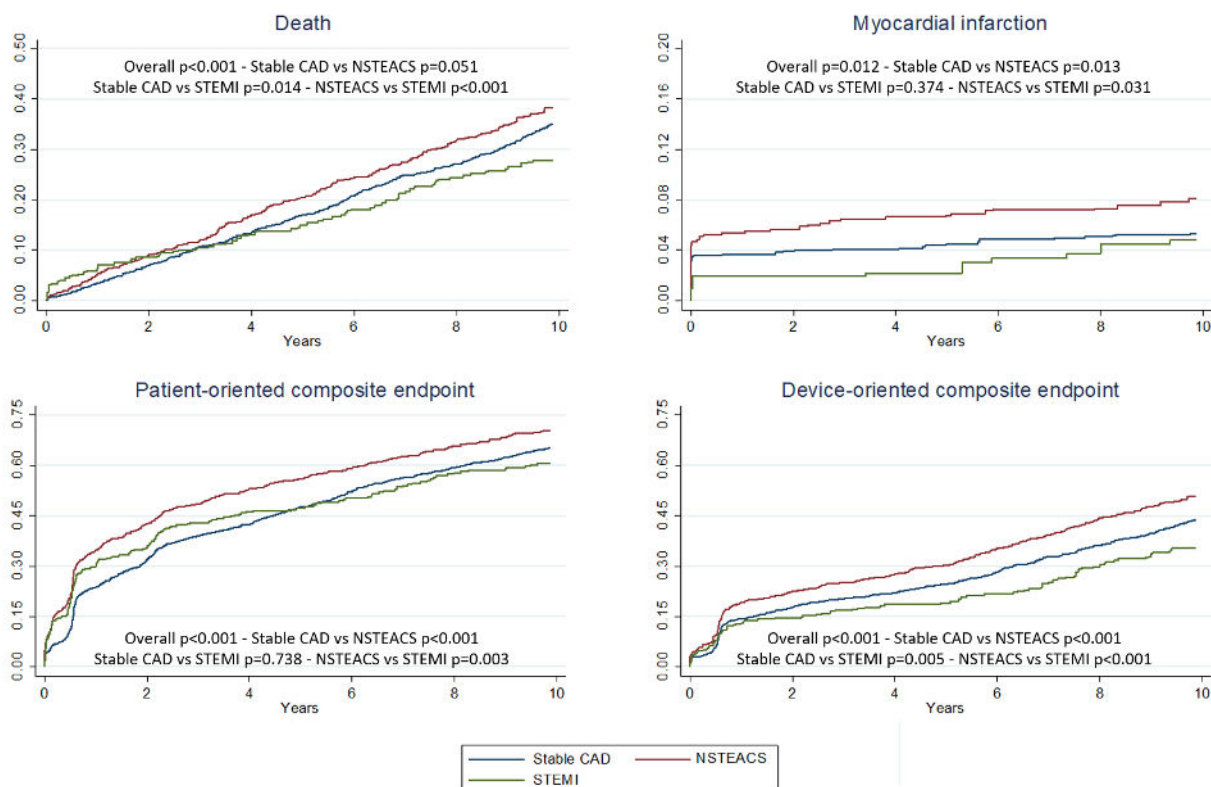 Death
0.50
0.40
0.30
0.20
0.10
0.00
Overall p<0.001 - Stable CAD vs NSTEACS p=0.051
Stable CAD vs STEMI p=0.014 - NSTEACS vs STEMI p<0.001
0 2 4 6 8 10
Years
Myocardial infarction
0.20
0.16
0.12
0.08
0.04
0.00
Overall p=0.012 - Stable CAD vs NSTEACS p=0.013
Stable CAD vs STEMI p=0.374 - NSTEACS vs STEMI p=0.031
0 2 4 6 8 10
Years
Patient-oriented composite endpoint
0.75
0.60
0.45
0.30
0.15
0.00
Overall p<0.001 - Stable CAD vs NSTEACS p<0.001
Stable CAD vs STEMI p=0.738 - NSTEACS vs STEMI p=0.003
0 2 4 6 8 10
Years
Device-oriented composite endpoint
0.75
0.60
0.45
0.30
0.15
0.00
Overall p<0.001 - Stable CAD vs NSTEACS p<0.001
Stable CAD vs STEMI p=0.005 - NSTEACS vs STEMI p<0.001
0 2 4 6 8 10
Years
Stable CAD NSTEACS
STEMI